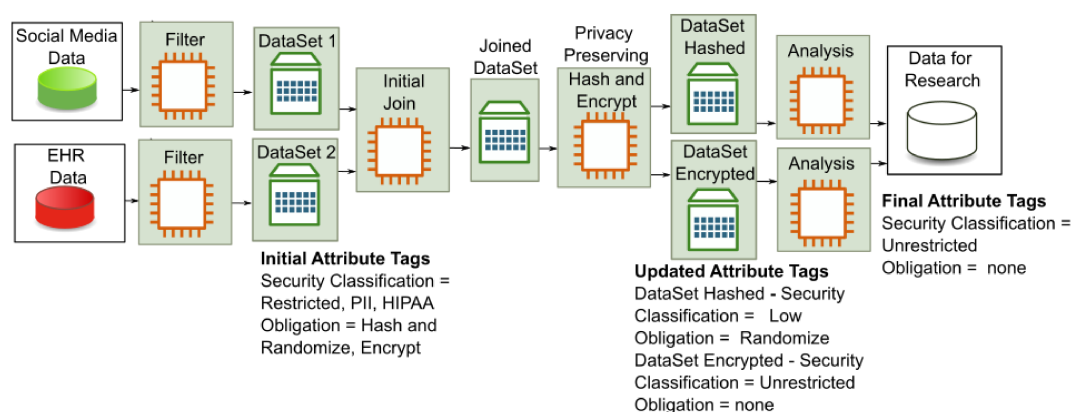 Social Media
Data
Filter
DataSet 1
EHR
Data
Filter
DataSet 2
Initial
Join
Joined
DataSet
Privacy
Preserving
Hash and
Encrypt
DataSet
Hashed
Analysis
DataSet
Encrypted
Analysis
Data for
Research
Initial Attribute Tags
Security Classification =
Restricted, PII, HIPAA
Obligation = Hash and
Randomize, Encrypt
Updated Attribute Tags
DataSet Hashed - Security
Classification = Low
Obligation = Randomize
DataSet Encrypted - Security
Classification = Unrestricted
Obligation = none
Final Attribute Tags
Security Classification =
Unrestricted
Obligation = none